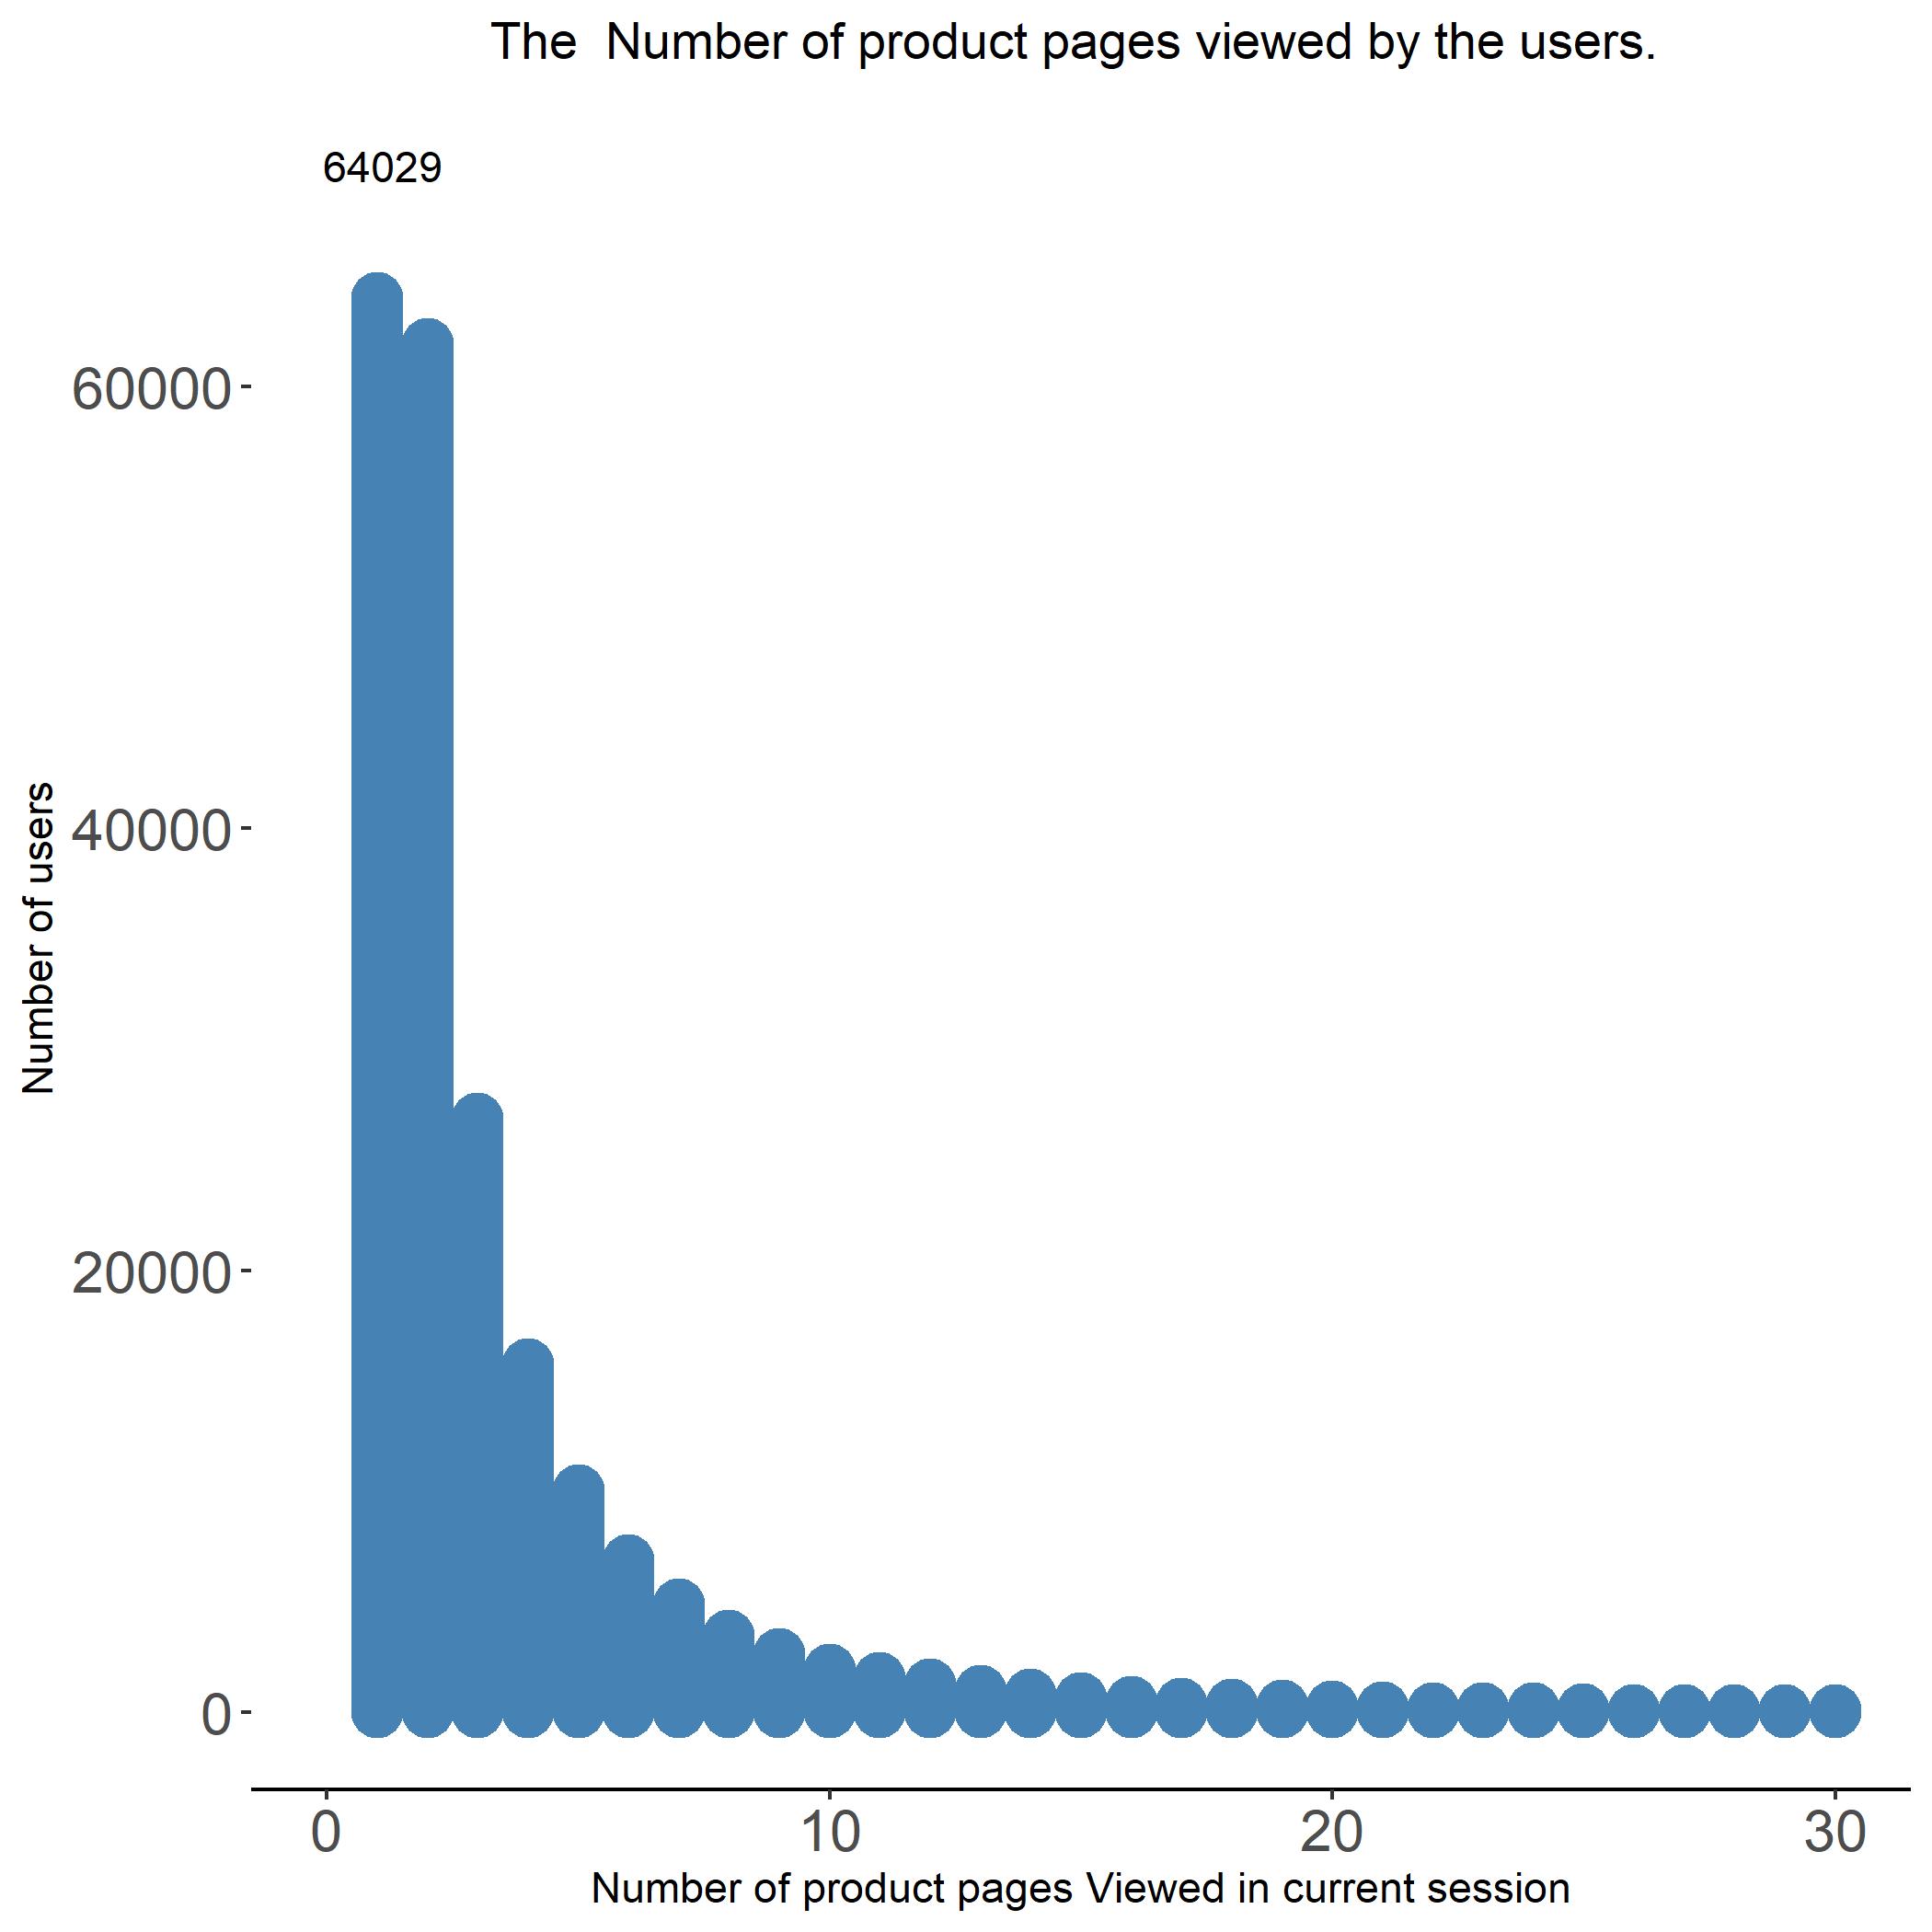 The  Number of product pages viewed by the users.
64029
60000
40000
20000
0
Number of users
0 10 20 30
Number of product pages Viewed in current session